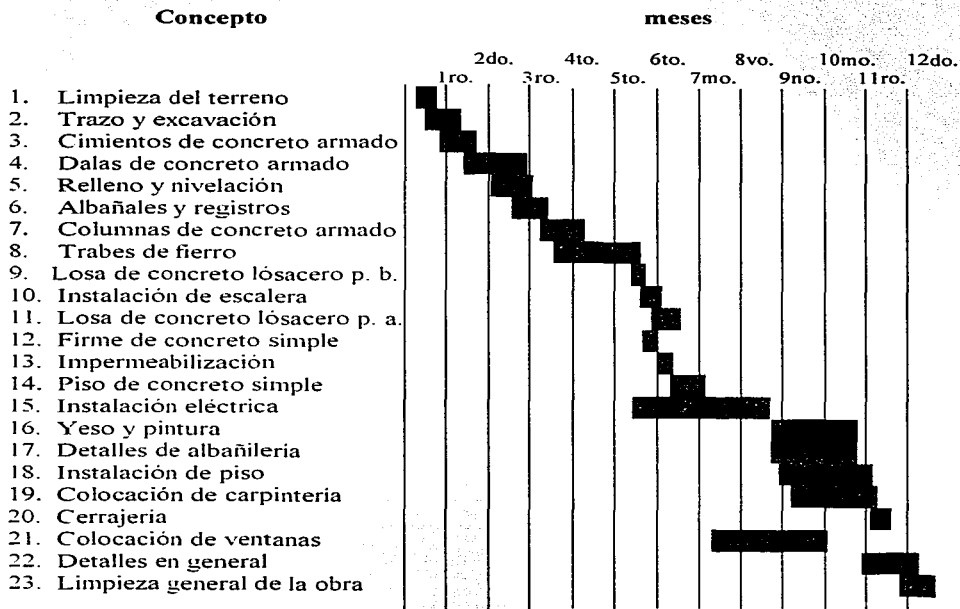 Concepto meses
2do. 4to. 6to. 8vo. 10mo. 12do.
1ro. 3ro. 5to. 7mo. 9no. 11ro.
1. Limpieza del terreno
2. Trazo y excavación
3. Cimientos de concreto armado
4. Dalas de concreto armado
5. Relleno y nivelación
6. Albañales y registros
7. Columnas de concreto armado
8. Trabes de fierro
9. Losa de concreto lósacero p. b.
10. Instalación de escalera
11. Losa de concreto lósacero p. a.
12. Firme de concreto simple
13. Impermeabilización
14. Piso de concreto simple
15. Instalación eléctrica
16. Yeso y pintura
17. Detalles de albañilería
18. Instalación de piso
19. Colocación de carpintería
20. Cerrajería
21. Colocación de ventanas
22. Detalles en general
23. Limpieza general de la obra